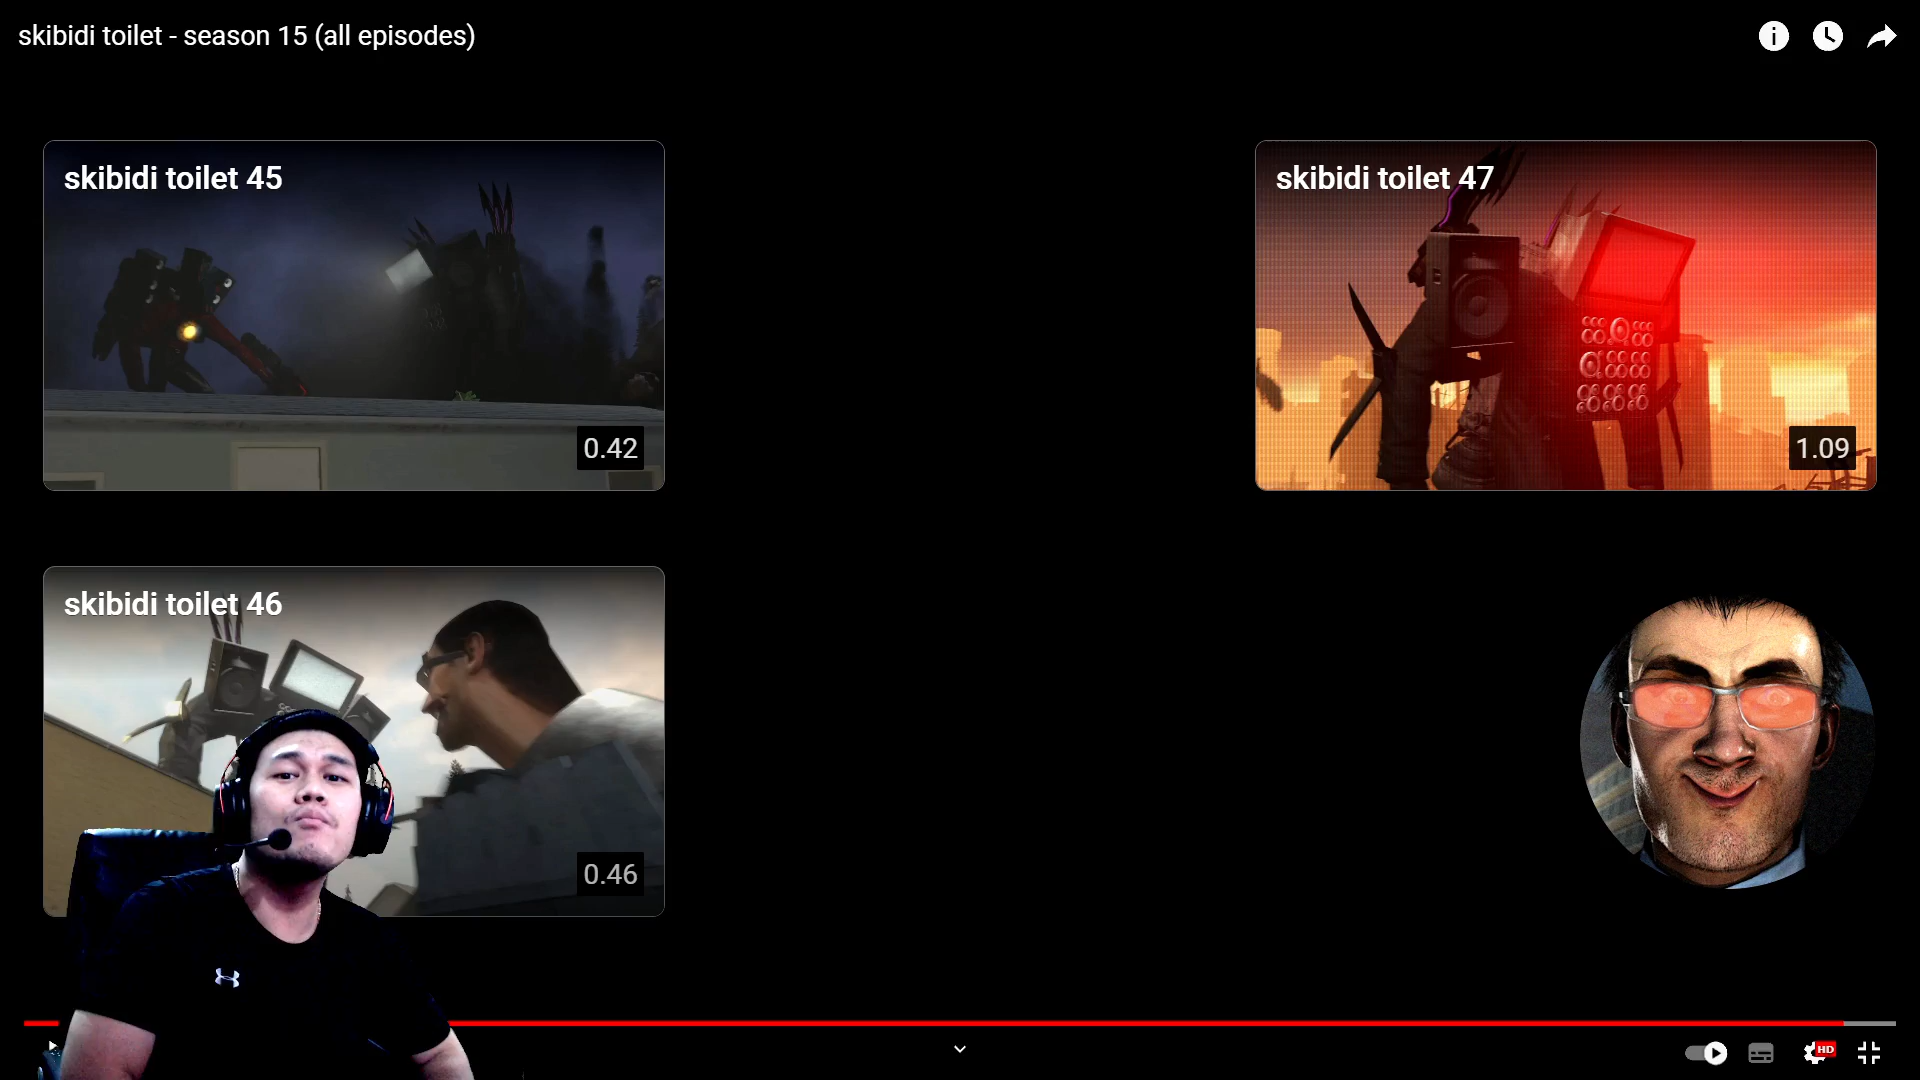 skibidi toilet - season 15 (all episodes)
skibidi toilet 45
0.42
skibidi toilet 47
1.09
skibidi toilet 46
0.46
HD